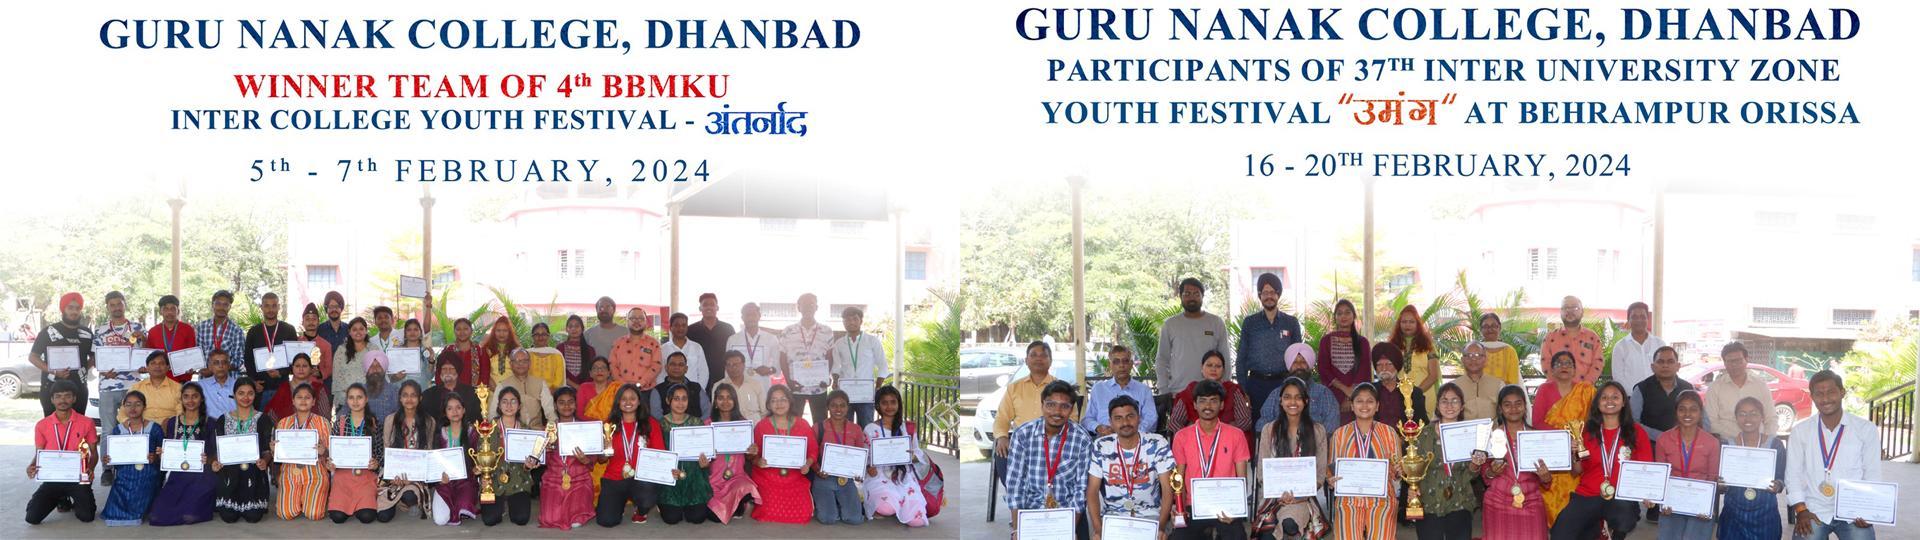 GURU NANAK COLLEGE, DHANBAD
WINNER TEAM OF 4th BBMKU
INTER COLLEGE YOUTH FESTIVAL - अंतर्नाद
5th - 7th FEBRUARY, 2024
GURU NANAK COLLEGE, DHANBAD
PARTICIPANTS OF 37TH INTER UNIVERSITY ZONE
YOUTH FESTIVAL “उमंग“ AT BEHRAMPUR ORISSA
16 - 20TH FEBRUARY, 2024